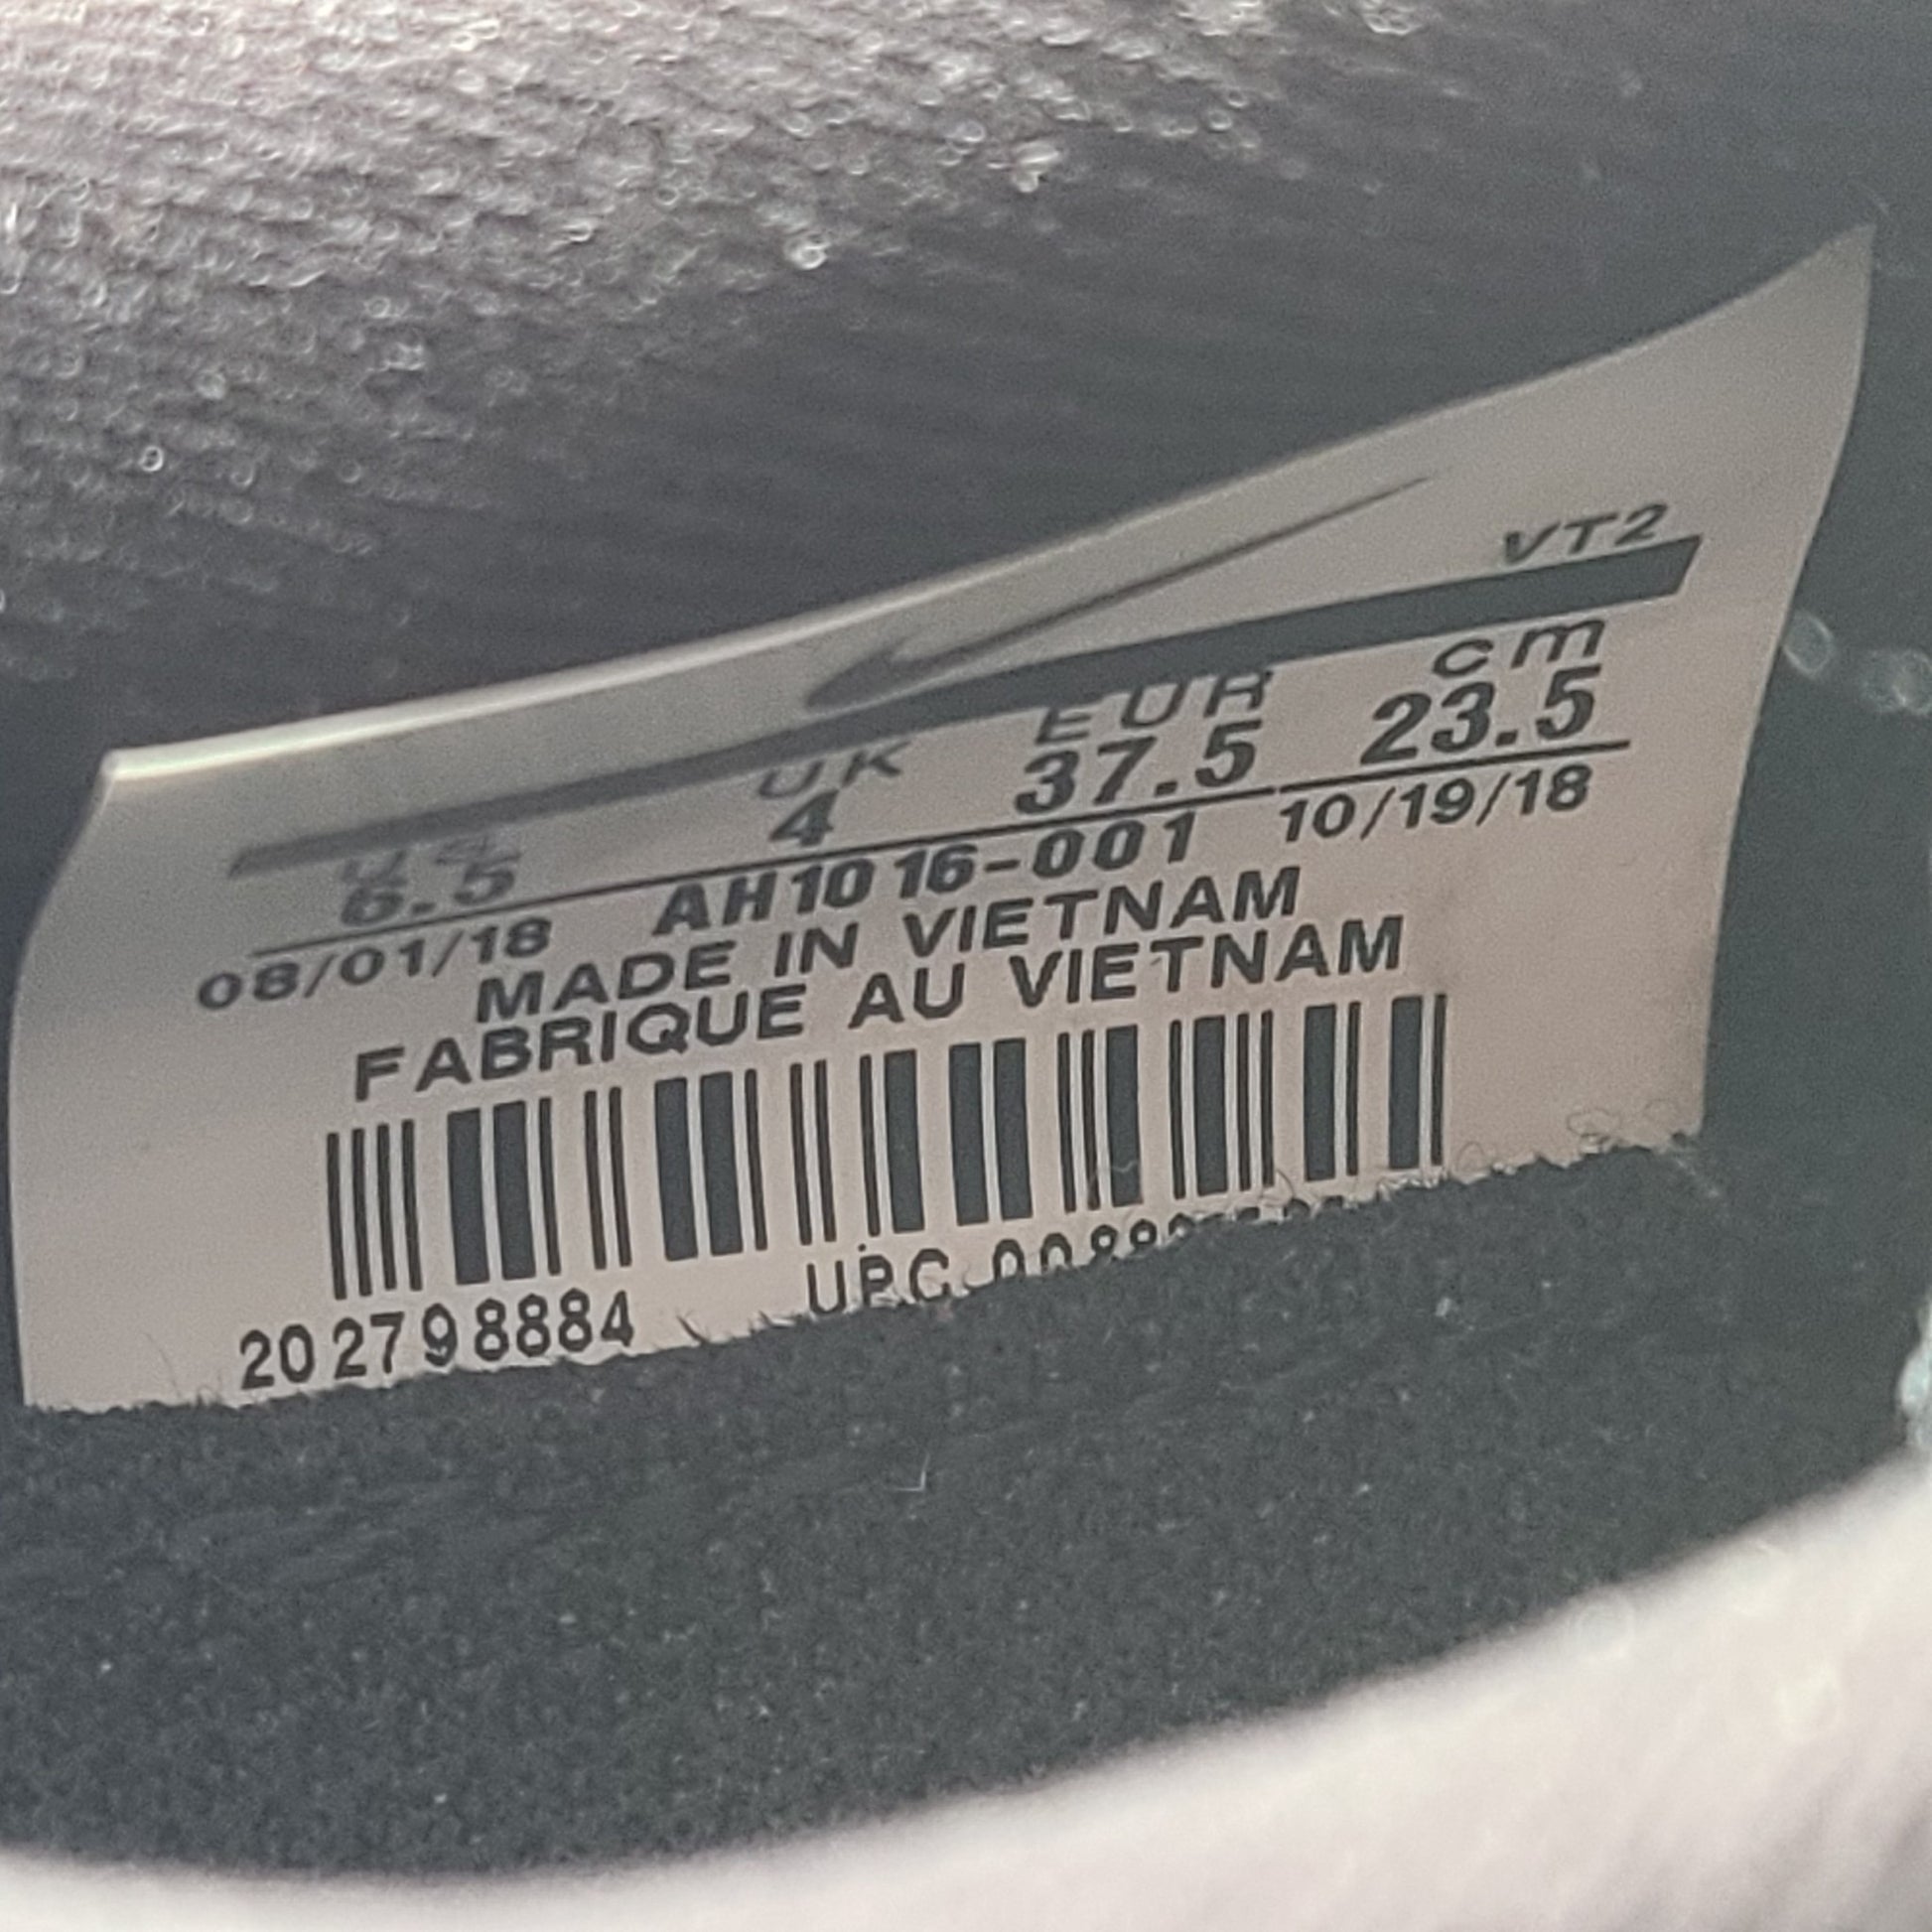 VT2
US UK EUR cm
6.5 4 37.5 23.5
08/01/18 AH1016-001 10/19/18
MADE IN VIETNAM
FABRIQUE AU VIETNAM
202798884 UPC